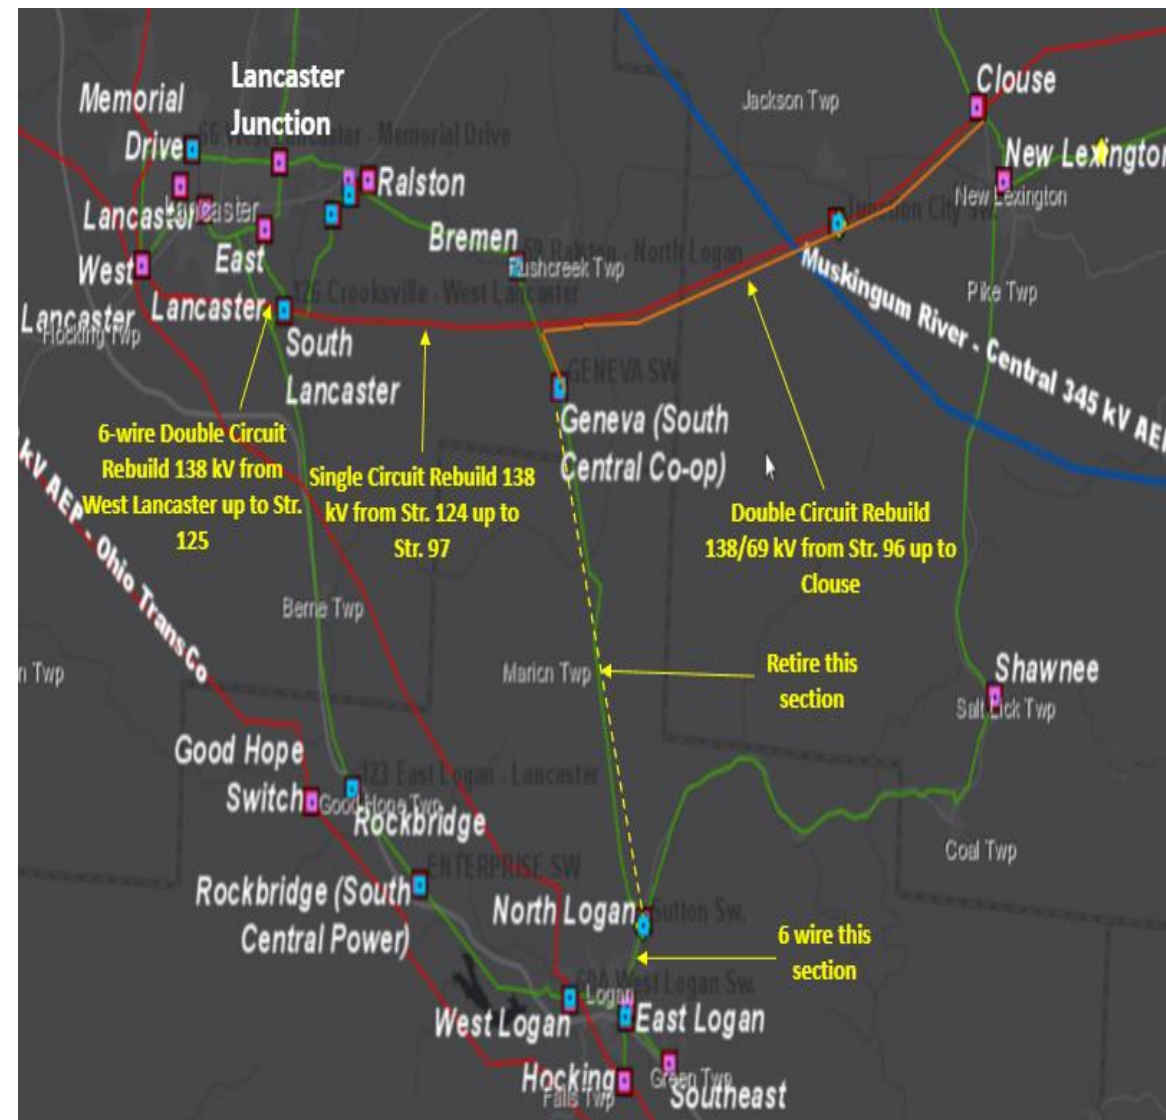 Lancaster
Junction
Memorial
Drive
66 West Lancaster - Memorial Drive
Jackson Twp
Clouse
New Lexington
New Lexington
Ralston
Lancaster
Lancaster
East
Lancaster
West
Lancaster
Hocking Twp
Bremen
69 Ralston - North Logan
Rushcreek Twp
Junction City Sw.
Muskingum River - Central 345 kV AEP
Pike Twp
126 Crooksville - West Lancaster
South
Lancaster
GENEVA SW
Geneva (South
Central Co-op)
6-wire Double Circuit
Rebuild 138 kV from
West Lancaster up to Str.
125
Single Circuit Rebuild 138
kV from Str. 124 up to
Str. 97
Double Circuit Rebuild
138/69 kV from Str. 96 up to
Clouse
kV AEP - Ohio TransCo
Berne Twp
n Twp
Marion Twp
Retire this
section
Shawnee
Salt Lick Twp
Good Hope
Switch
Good Hope Twp
123 East Logan - Lancaster
Rockbridge
ENTERPRISE SW
Rockbridge (South
Central Power)
Coal Twp
North Logan
Sutton Sw.
6 wire this
section
West Logan Sw.
Logan
West Logan
East Logan
Hocking
Falls Twp
Green Twp
Southeast